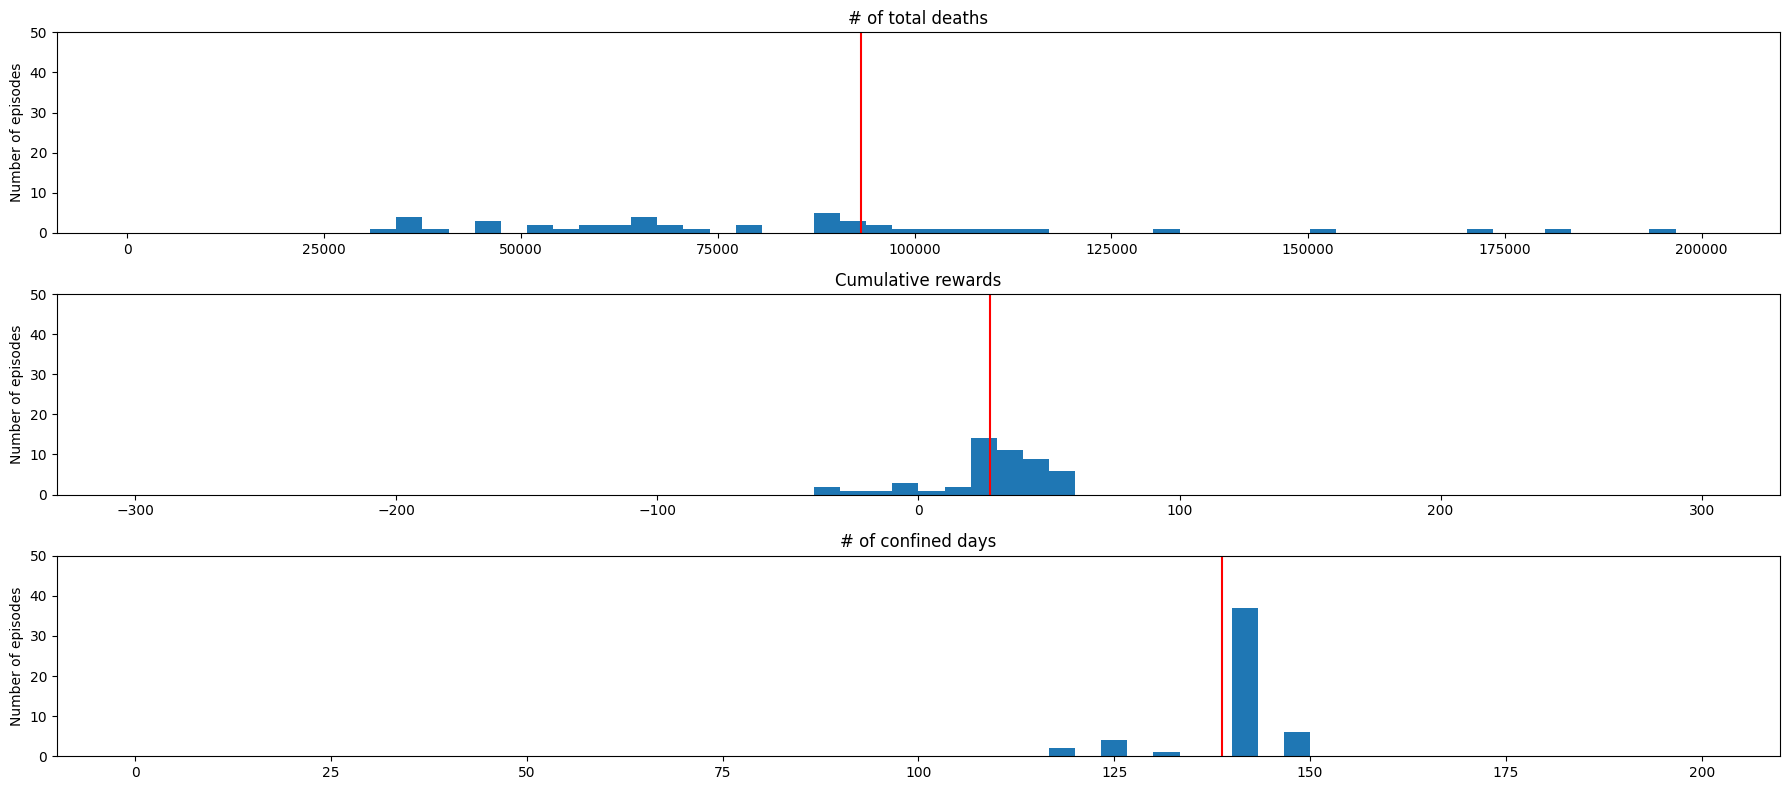 # of total deaths
Number of episodes
50
40
30
20
10
0
0 25000 50000 75000 100000 125000 150000 175000 200000
Cumulative rewards
Number of episodes
50
40
30
20
10
0
−300 −200 −100 0 100 200 300
# of confined days
Number of episodes
50
40
30
20
10
0
0 25 50 75 100 125 150 175 200